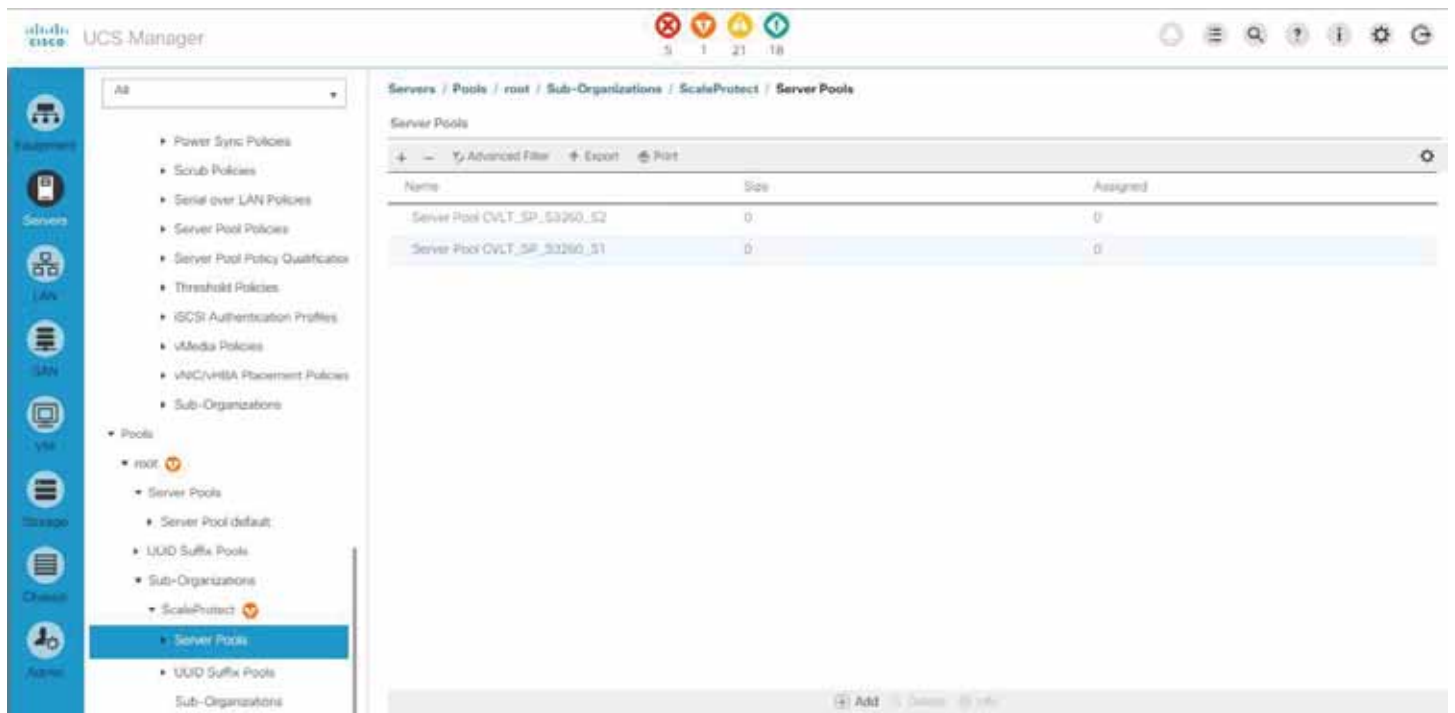 cisco UCS Manager
5 1 21 18
Equipment
Servers
LAN
SAN
VM
Storage
Chassis
Admin
All
Power Sync Policies
Scrub Policies
Serial over LAN Policies
Server Pool Policies
Server Pool Policy Qualification
Threshold Policies
iSCSI Authentication Profiles
vMedia Policies
vNIC/vHBA Placement Policies
Sub-Organizations
Pools
root
Server Pools
Server Pool default
UUID Suffix Pools
Sub-Organizations
ScaleProtect
Server Pools
UUID Suffix Pools
Sub-Organizations
Servers / Pools / root / Sub-Organizations / ScaleProtect / Server Pools
Server Pools
+ − Advanced Filter Export Print
Name Size Assigned
Server Pool CVLT_SP_S3260_S2 0 0
Server Pool CVLT_SP_S3260_S1 0 0
Add Delete Info